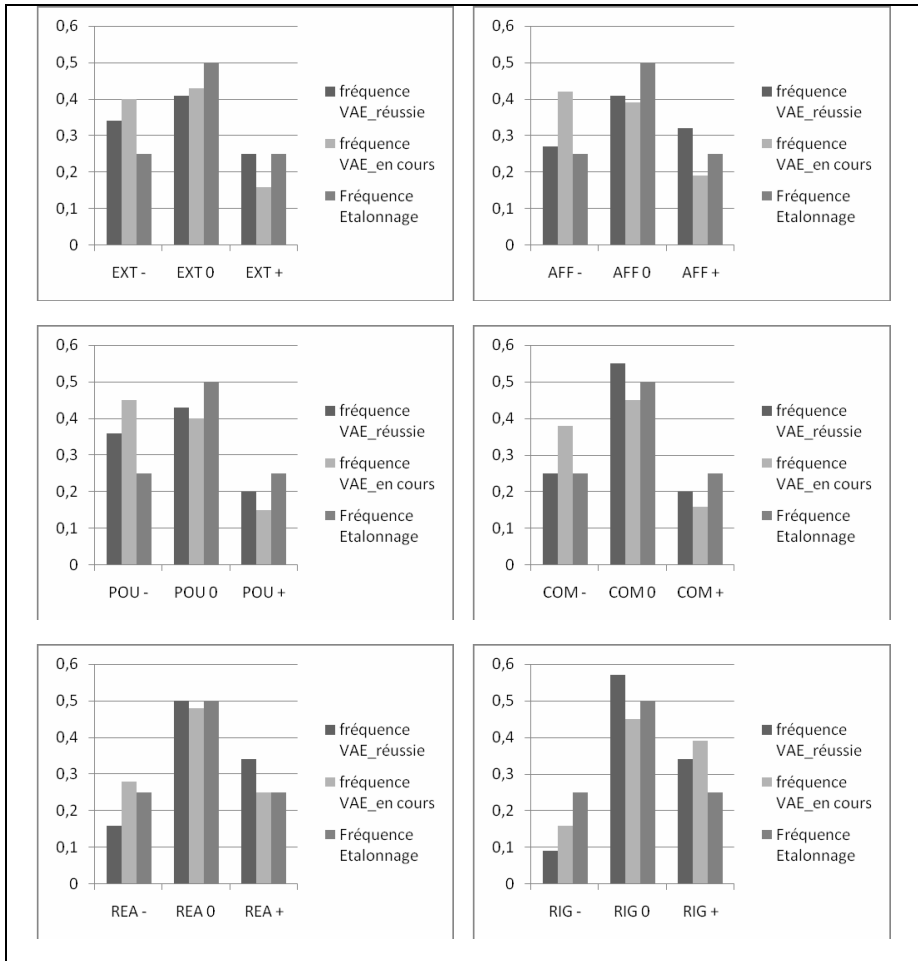 0,6
0,5
0,4
0,3
0,2
0,1
0
EXT - EXT 0 EXT +
fréquence
VAE_réussie
fréquence
VAE_en cours
Fréquence
Etalonnage
0,6
0,5
0,4
0,3
0,2
0,1
0
AFF - AFF 0 AFF +
fréquence
VAE_réussie
fréquence
VAE_en cours
Fréquence
Etalonnage
0,6
0,5
0,4
0,3
0,2
0,1
0
POU - POU 0 POU +
fréquence
VAE_réussie
fréquence
VAE_en cours
Fréquence
Etalonnage
0,6
0,5
0,4
0,3
0,2
0,1
0
COM - COM 0 COM +
fréquence
VAE_réussie
fréquence
VAE_en cours
Fréquence
Etalonnage
0,6
0,5
0,4
0,3
0,2
0,1
0
REA - REA 0 REA +
fréquence
VAE_réussie
fréquence
VAE_en cours
Fréquence
Etalonnage
0,6
0,5
0,4
0,3
0,2
0,1
0
RIG - RIG 0 RIG +
fréquence
VAE_réussie
fréquence
VAE_en cours
Fréquence
Etalonnage